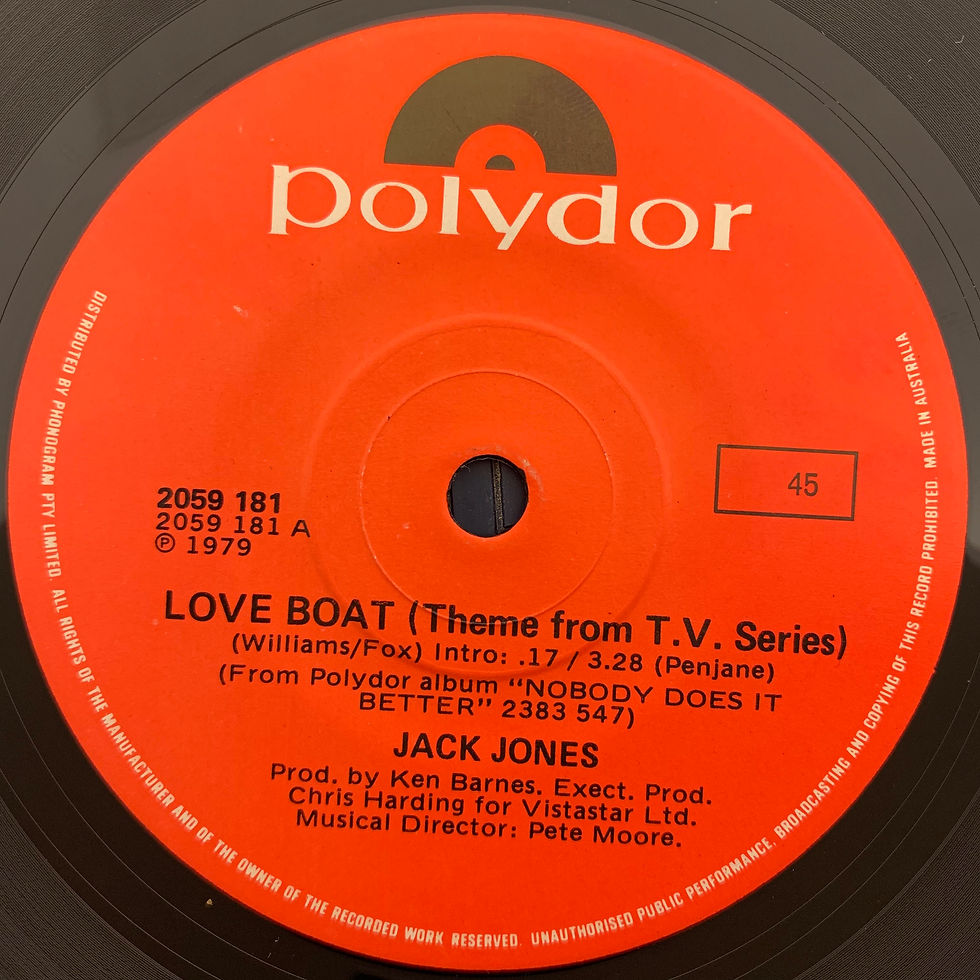 polydor
45
2059 181
2059 181 A
℗ 1979
LOVE BOAT (Theme from T.V. Series)
(Williams/Fox) Intro: .17 / 3.28 (Penjane)
(From Polydor album "NOBODY DOES IT
BETTER" 2383 547)
JACK JONES
Prod. by Ken Barnes. Exect. Prod.
Chris Harding for Vistastar Ltd.
Musical Director: Pete Moore.
DISTRIBUTED BY PHONOGRAM PTY LIMITED. ALL RIGHTS OF THE MANUFACTURER AND OF THE OWNER OF THE RECORDED WORK RESERVED. UNAUTHORISED PUBLIC PERFORMANCE, BROADCASTING AND COPYING OF THIS RECORD PROHIBITED. MADE IN AUSTRALIA